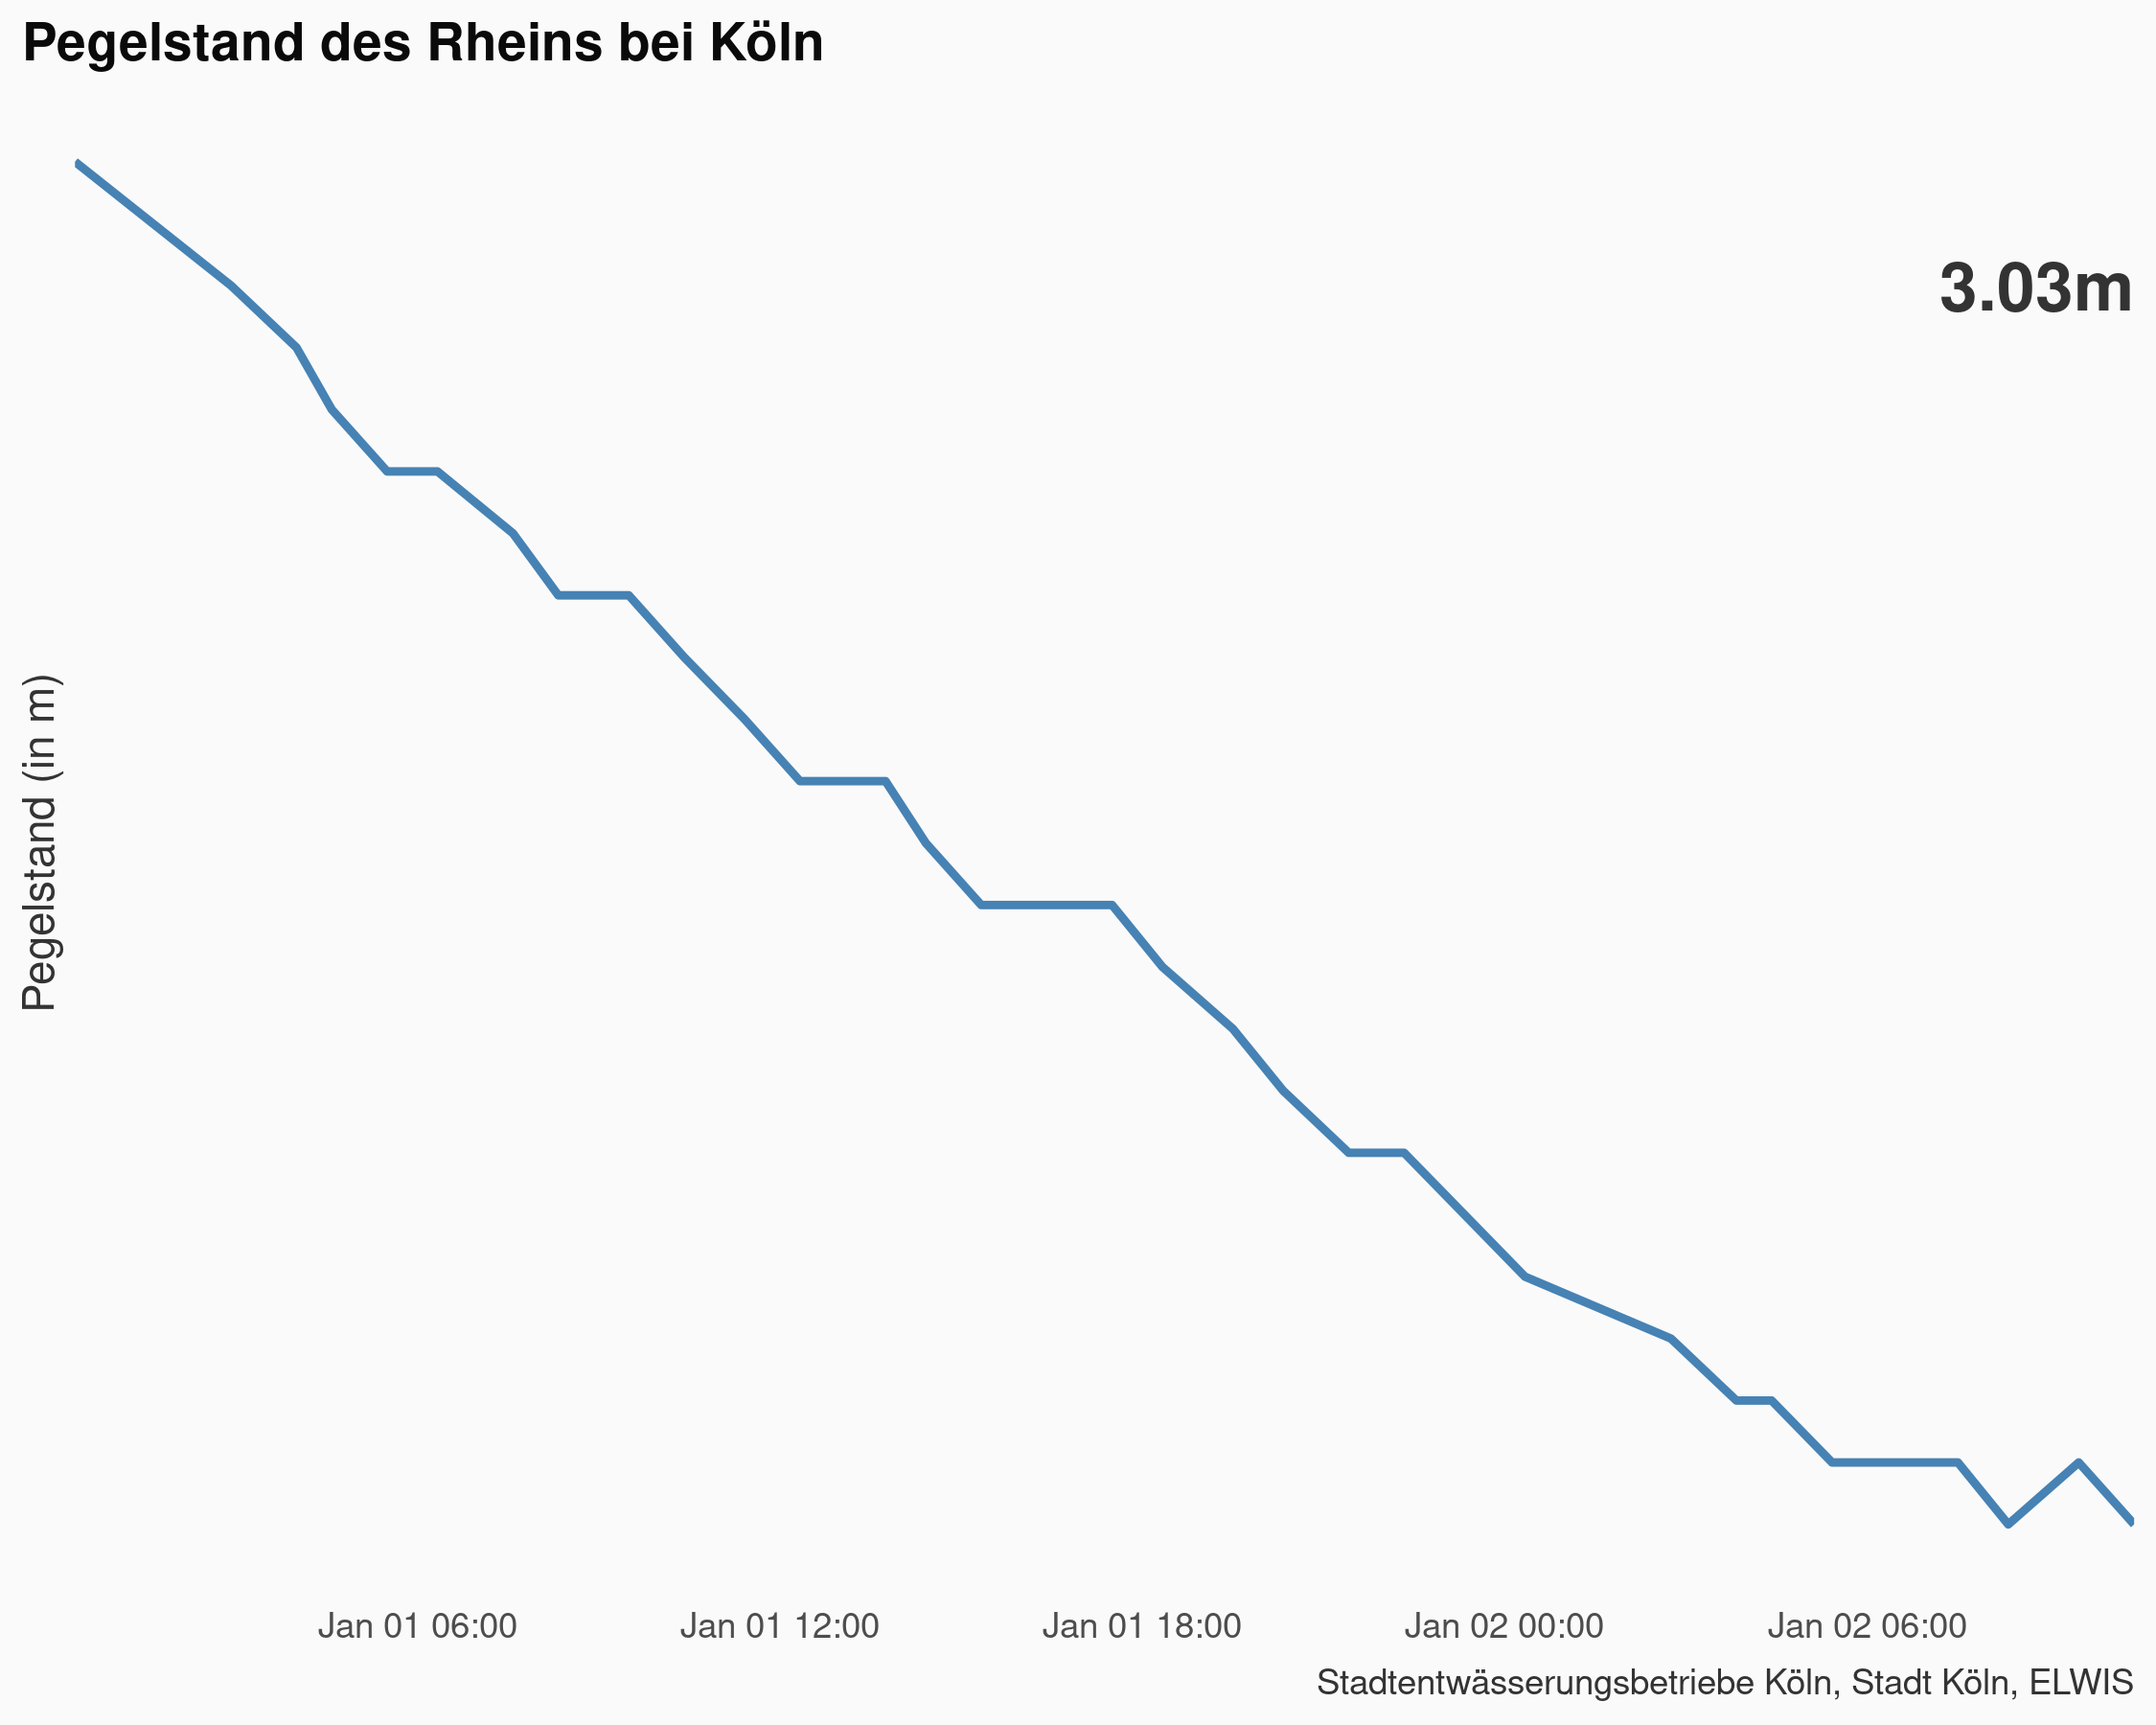 Pegelstand des Rheins bei Köln
3.03m
Pegelstand (in m)
Jan 01 06:00
Jan 01 12:00
Jan 01 18:00
Jan 02 00:00
Jan 02 06:00
Stadtentwässerungsbetriebe Köln, Stadt Köln, ELWIS